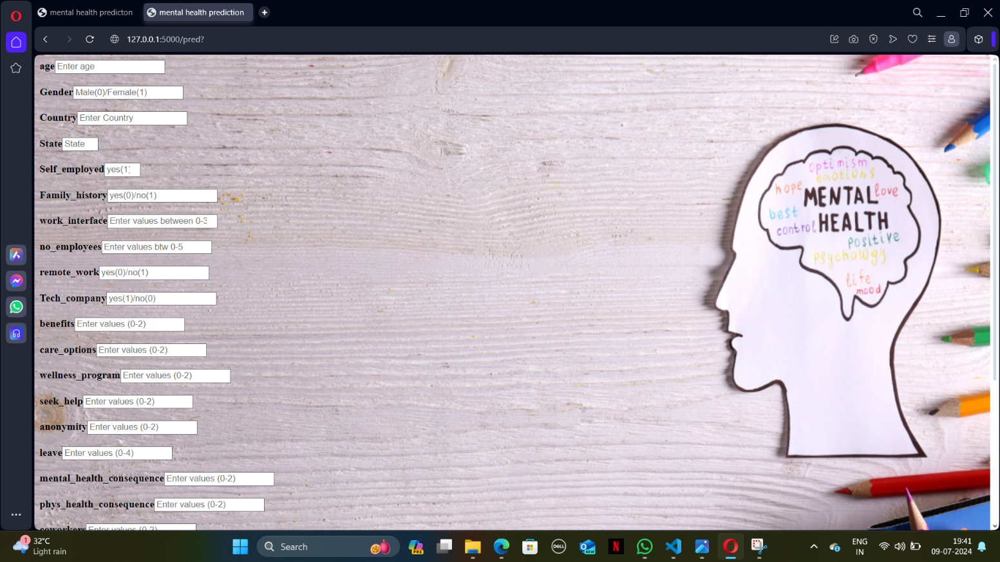 mental health predicton
mental health prediction
127.0.0.1:5000/pred?
age Enter age
Gender Male(0)/Female(1)
Country Enter Country
State State
Self_employed yes(1)
Family_history yes(0)/no(1)
work_interface Enter values between 0-3
no_employees Enter values btw 0-5
remote_work yes(0)/no(1)
Tech_company yes(1)/no(0)
benefits Enter values (0-2)
care_options Enter values (0-2)
wellness_program Enter values (0-2)
seek_help Enter values (0-2)
anonymity Enter values (0-2)
leave Enter values (0-4)
mental_health_consequence Enter values (0-2)
phys_health_consequence Enter values (0-2)
coworkers Enter values (0-2)
optimism
emotions
hope
MENTAL
love
best
HEALTH
control
positive
psychology
life
mood
1
32°C
Light rain
Search
PRE
DELL
NEW
N
ENG
IN
19:41
09-07-2024